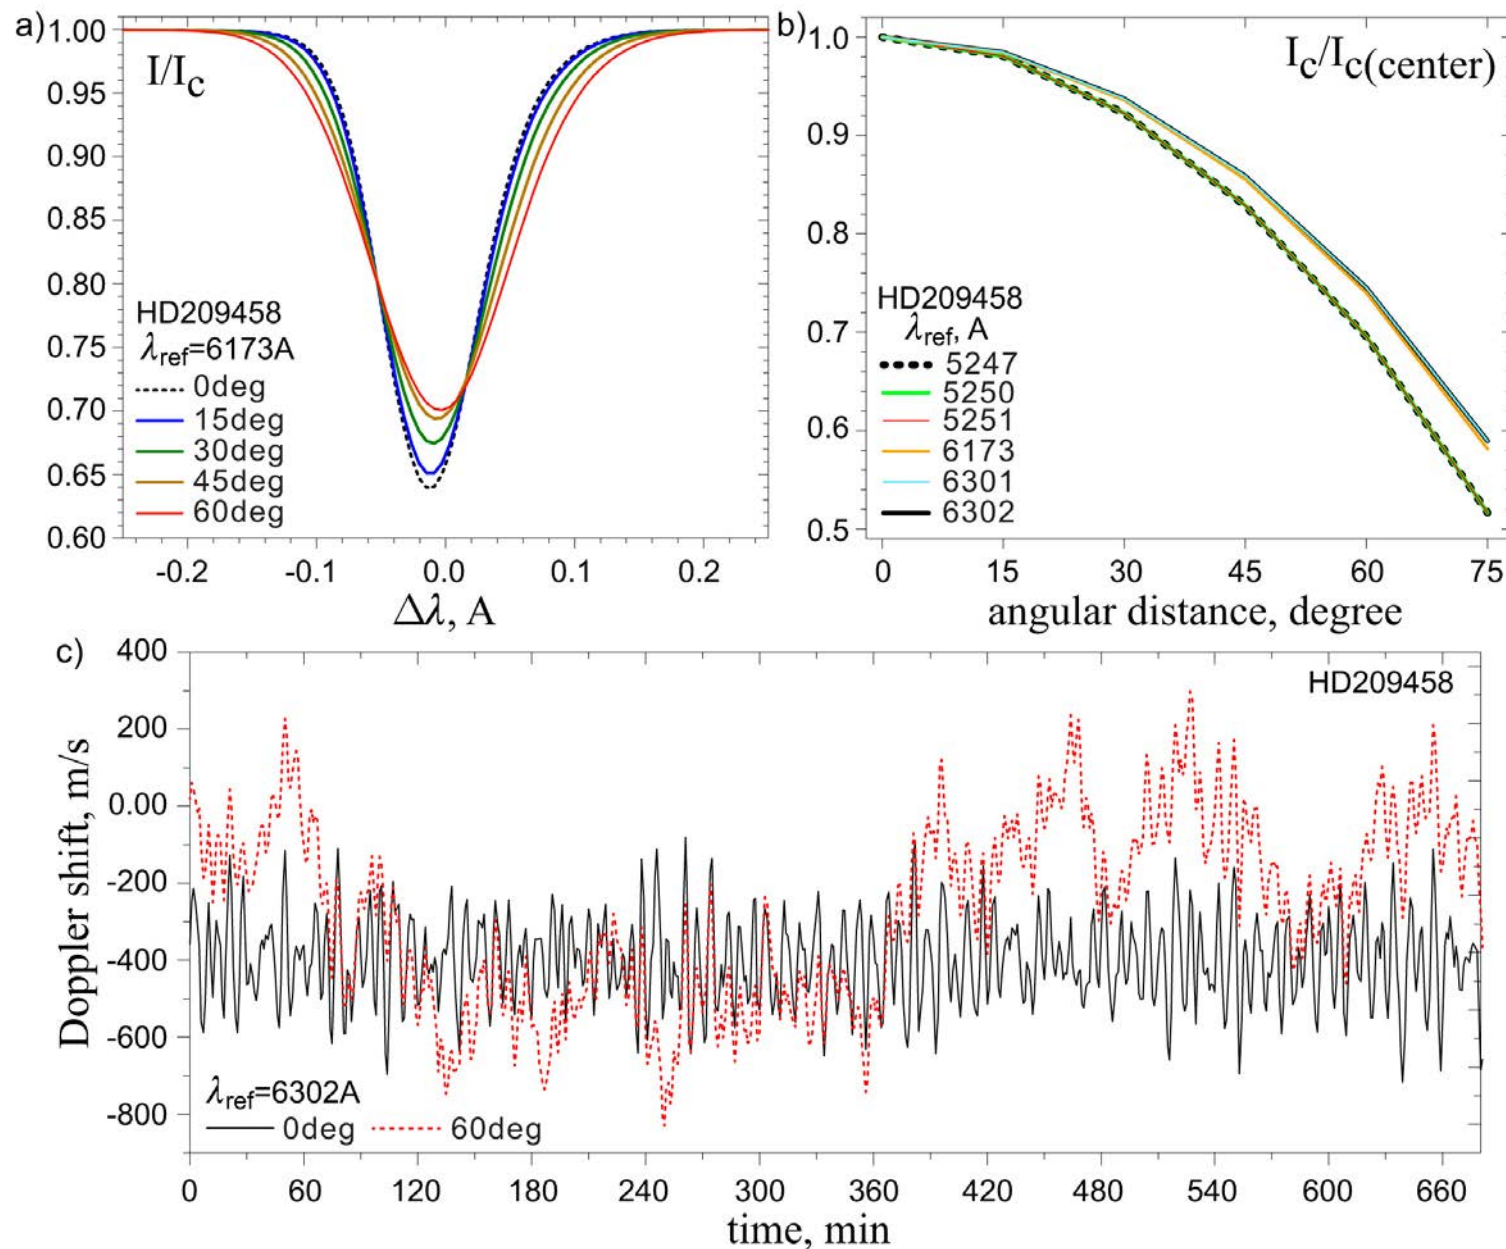 a)
I/Ic
1.00
0.95
0.90
0.85
0.80
0.75
0.70
0.65
0.60
HD209458
λref=6173A
0deg
15deg
30deg
45deg
60deg
-0.2 -0.1 0.0 0.1 0.2
Δλ, A
b)
Ic/Ic(center)
1.0
0.9
0.8
0.7
0.6
0.5
HD209458
λref, A
5247
5250
5251
6173
6301
6302
0 15 30 45 60 75
angular distance, degree
c)
HD209458
400
200
0.00
-200
-400
-600
-800
Doppler shift, m/s
λref=6302A
0deg 60deg
0 60 120 180 240 300 360 420 480 540 600 660
time, min